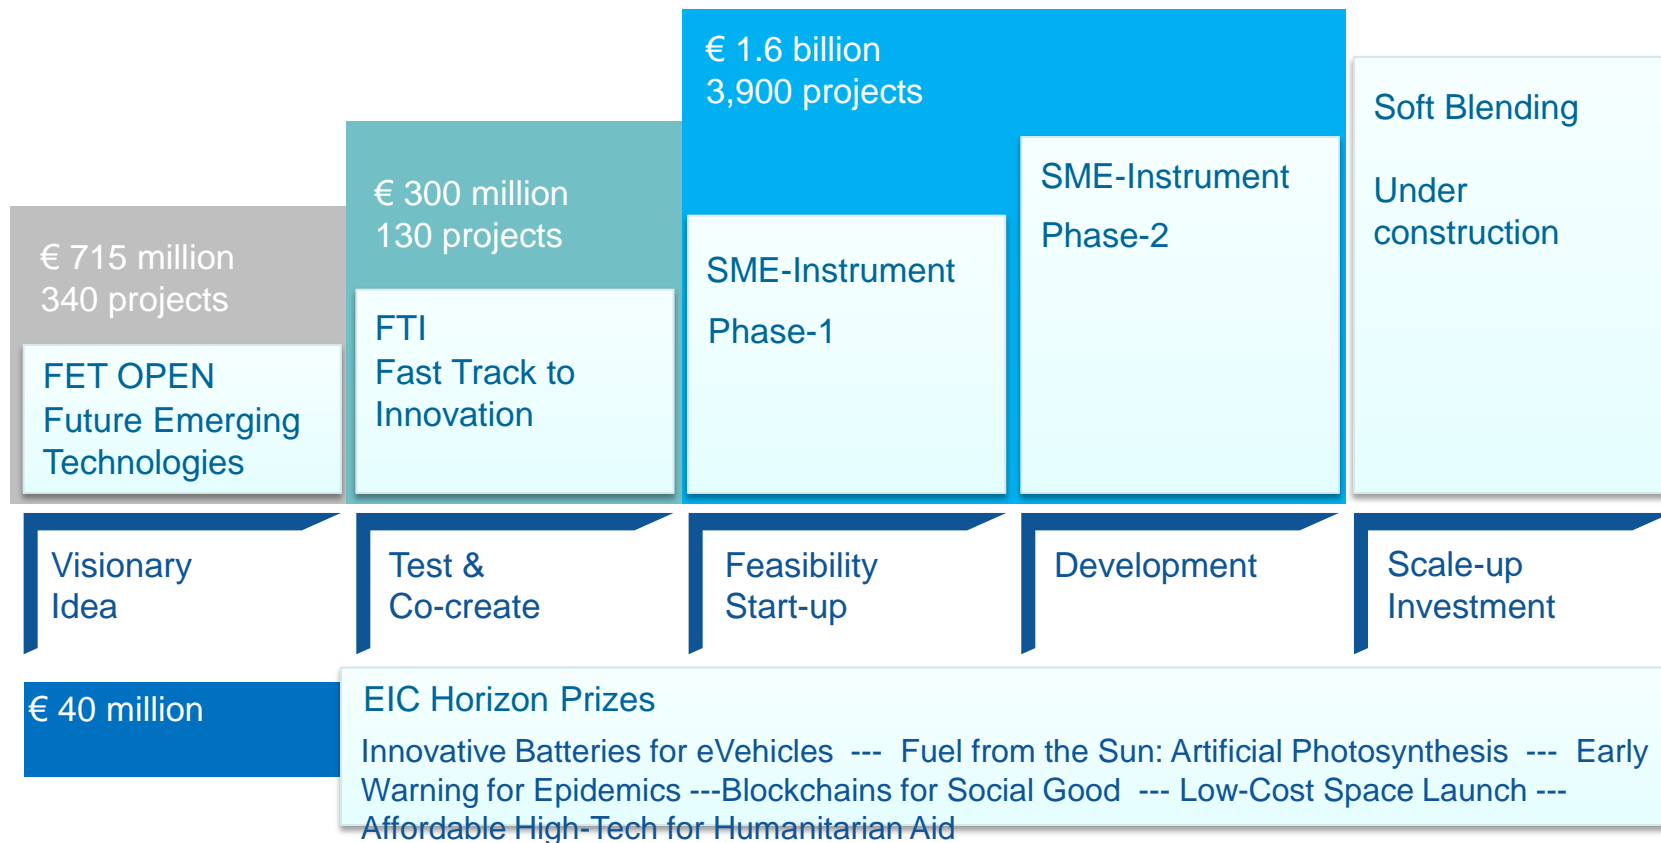 € 715 million
340 projects
FET OPEN
Future Emerging
Technologies
€ 300 million
130 projects
FTI
Fast Track to
Innovation
€ 1.6 billion
3,900 projects
SME-Instrument
Phase-1
SME-Instrument
Phase-2
Soft Blending
Under
construction
Visionary
Idea
Test &
Co-create
Feasibility
Start-up
Development
Scale-up
Investment
€ 40 million
EIC Horizon Prizes
Innovative Batteries for eVehicles --- Fuel from the Sun: Artificial Photosynthesis --- Early
Warning for Epidemics ---Blockchains for Social Good --- Low-Cost Space Launch ---
Affordable High-Tech for Humanitarian Aid